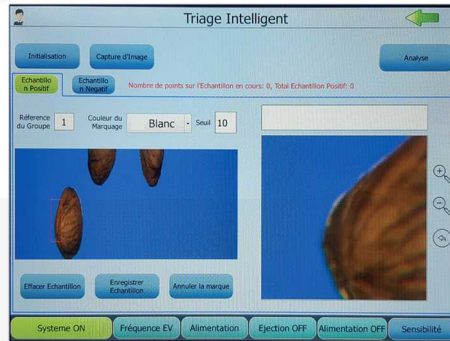 Triage Intelligent
Initialisation
Capture d'Image
Analyse
Echantillo
n Positif
Echantillo
n Negatif
Nombre de points sur l'Echantillon en cours: 0, Total Echantillon Positif: 0
Réference
du Groupe
1
Couleur du
Marquage
Blanc
Seuil
10
Effacer Echantillon
Enregistrer
Echantillon
Annuler la marque
Systeme ON
Fréquence EV
Alimentation
Ejection OFF
Alimentation OFF
Sensibilité